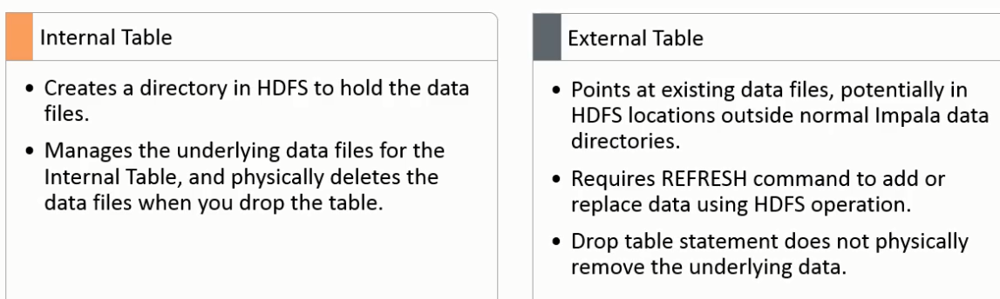 Internal Table
• Creates a directory in HDFS to hold the data
files.
• Manages the underlying data files for the
Internal Table, and physically deletes the
data files when you drop the table.
External Table
• Points at existing data files, potentially in
HDFS locations outside normal Impala data
directories.
• Requires REFRESH command to add or
replace data using HDFS operation.
• Drop table statement does not physically
remove the underlying data.